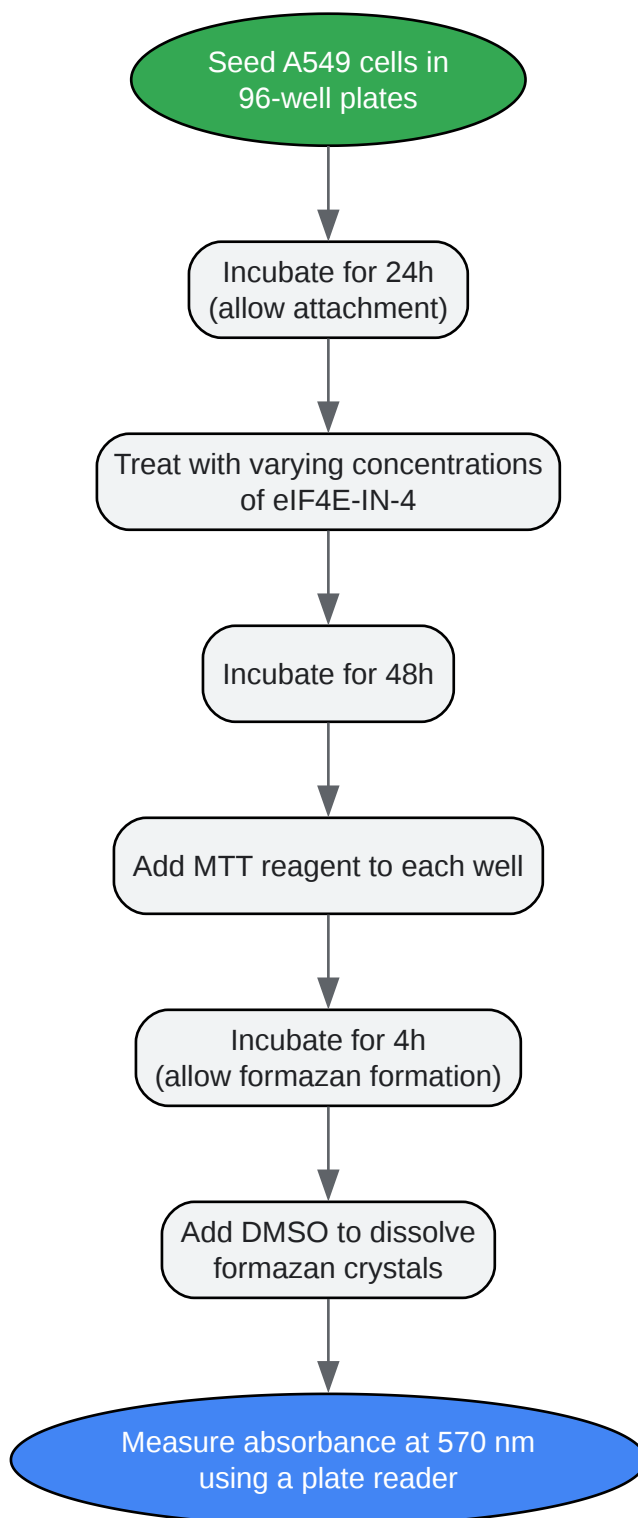 Seed A549 cells in
96-well plates
Incubate for 24h
(allow attachment)
Treat with varying concentrations
of eIF4E-IN-4
Incubate for 48h
Add MTT reagent to each well
Incubate for 4h
(allow formazan formation)
Add DMSO to dissolve
formazan crystals
Measure absorbance at 570 nm
using a plate reader